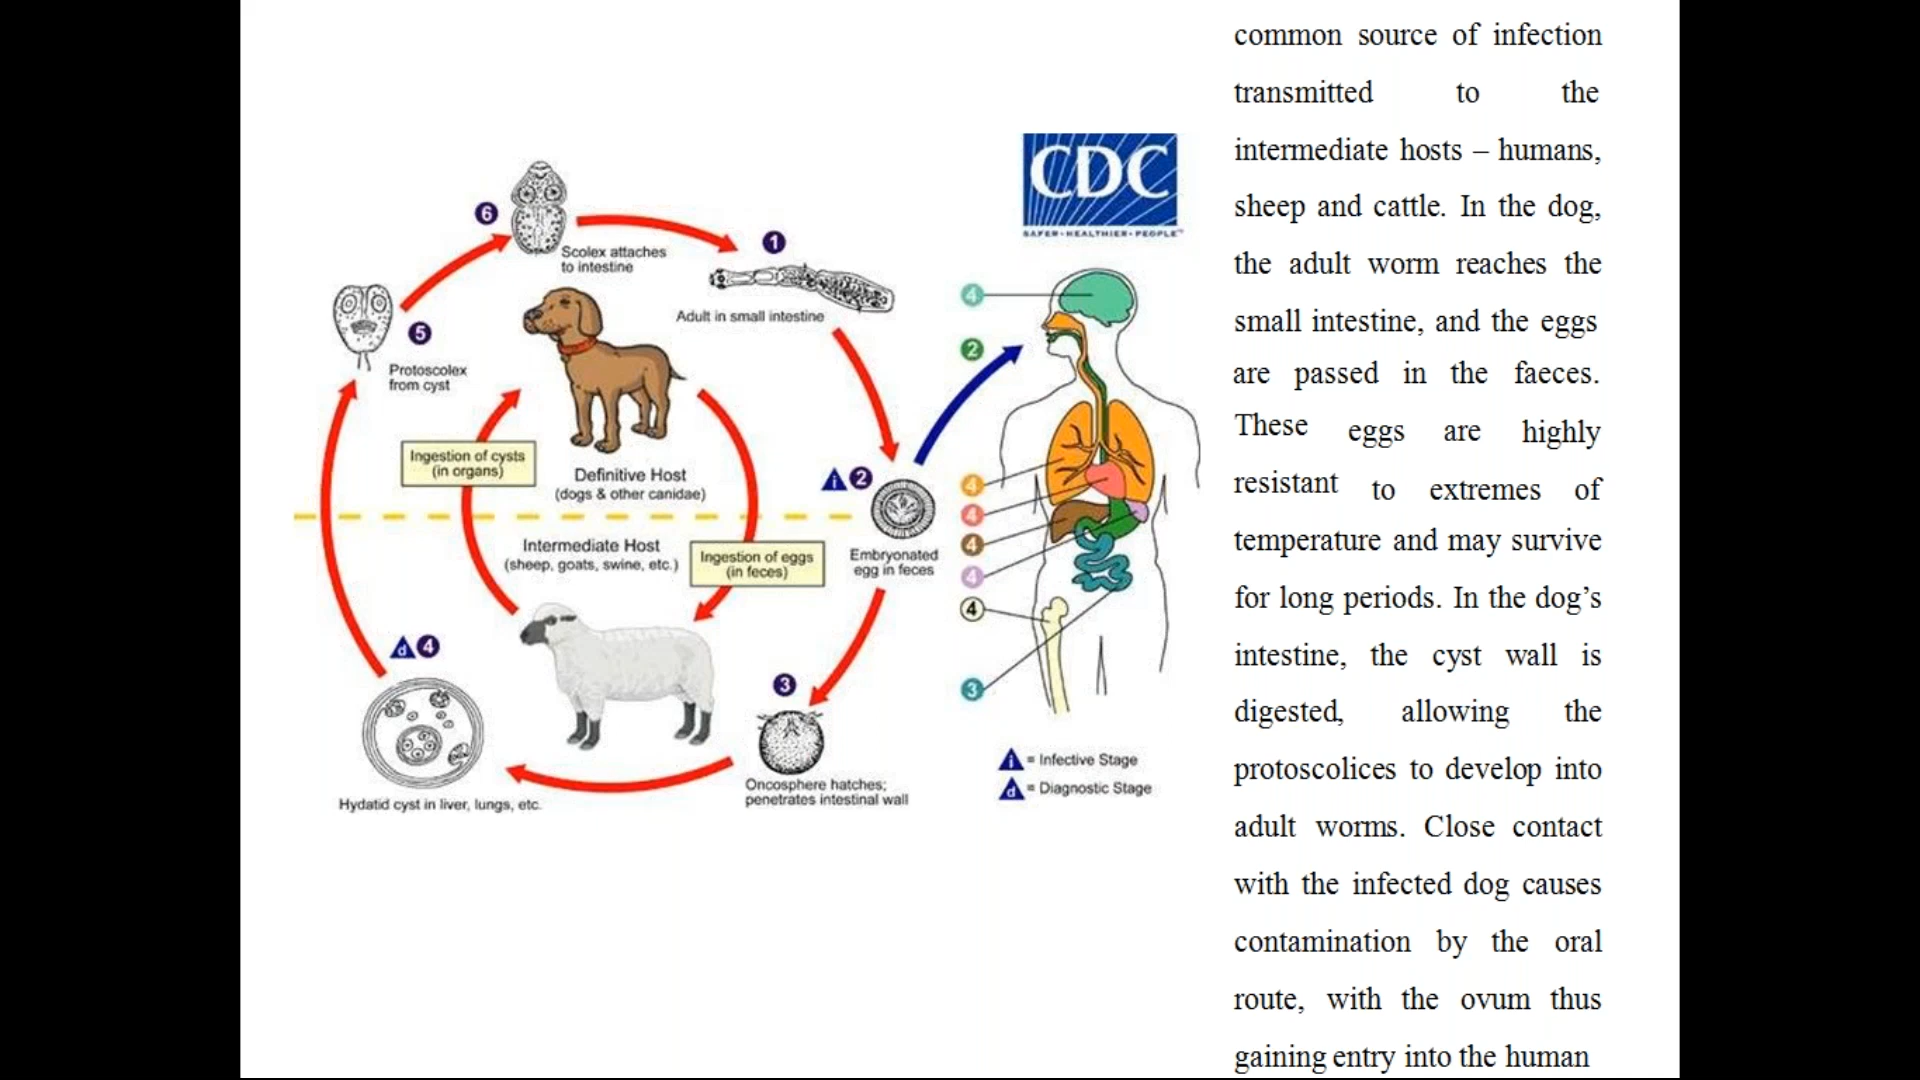 CDC
SAFER • HEALTHIER • PEOPLE™
6
Scolex attaches
to intestine
1
Adult in small intestine
5
Protoscolex
from cyst
Ingestion of cysts
(in organs)
Definitive Host
(dogs & other canidae)
i 2
Embryonated
egg in feces
Intermediate Host
(sheep, goats, swine, etc.)
Ingestion of eggs
(in feces)
d 4
Hydatid cyst in liver, lungs, etc.
3
Oncosphere hatches;
penetrates intestinal wall
4
2
4
4
4
4
4
3
i = Infective Stage
d = Diagnostic Stage
common source of infection
transmitted to the
intermediate hosts – humans,
sheep and cattle. In the dog,
the adult worm reaches the
small intestine, and the eggs
are passed in the faeces.
These eggs are highly
resistant to extremes of
temperature and may survive
for long periods. In the dog’s
intestine, the cyst wall is
digested, allowing the
protoscolices to develop into
adult worms. Close contact
with the infected dog causes
contamination by the oral
route, with the ovum thus
gaining entry into the human